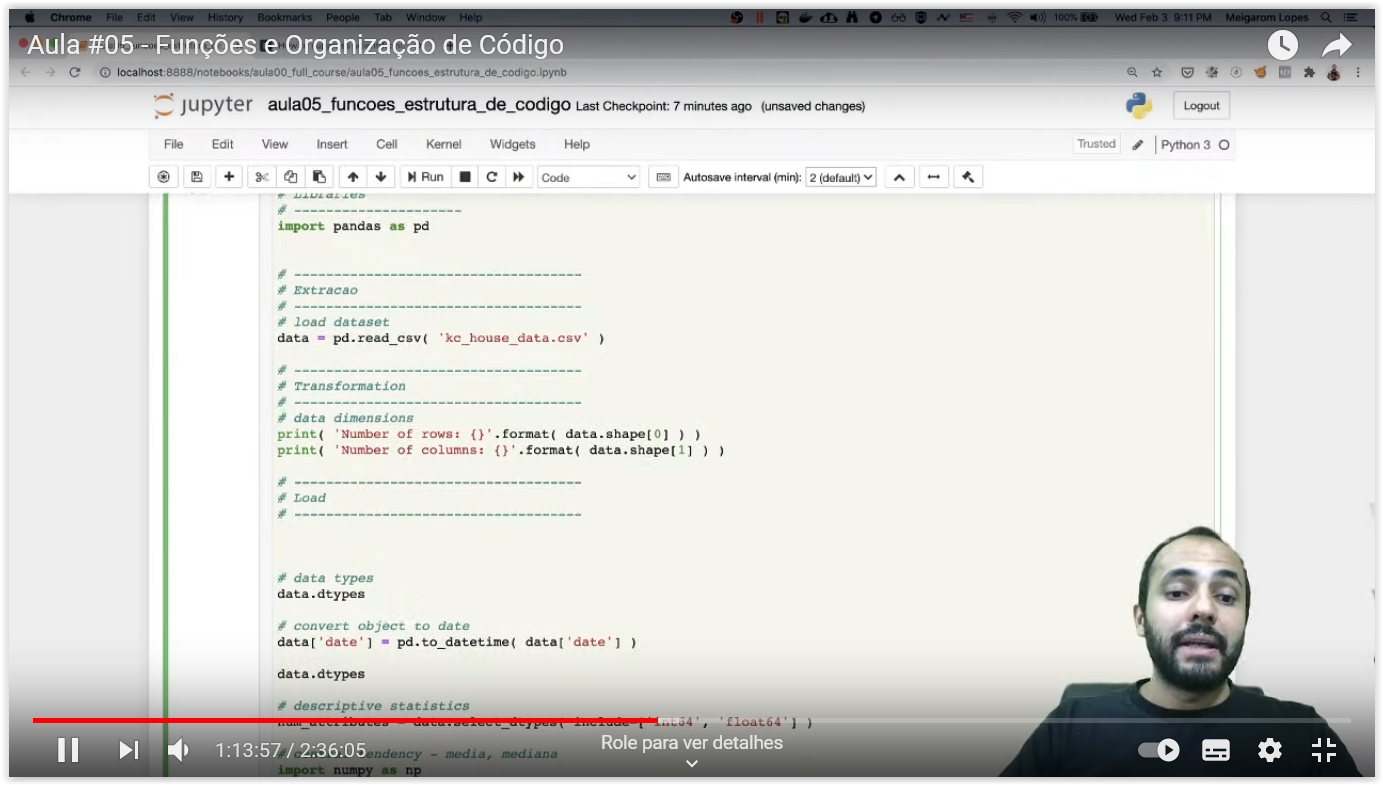 Chrome File Edit View History Bookmarks People Tab Window Help 100% Wed Feb 3 9:11 PM Meigarom Lopes
Aula #05 - Funções e Organização de Código
localhost:8888/notebooks/aula00_full_course/aula05_funcoes_estrutura_de_codigo.ipynb
jupyter aula05_funcoes_estrutura_de_codigo Last Checkpoint: 7 minutes ago (unsaved changes) Logout
File Edit View Insert Cell Kernel Widgets Help Trusted Python 3
Run Code Autosave interval (min): 2 (default)
# Libraries
# ---------------------
import pandas as pd
# ------------------------------------
# Extracao
# ------------------------------------
# load dataset
data = pd.read_csv( 'kc_house_data.csv' )
# ------------------------------------
# Transformation
# ------------------------------------
# data dimensions
print( 'Number of rows: {}'.format( data.shape[0] ) )
print( 'Number of columns: {}'.format( data.shape[1] ) )
# ------------------------------------
# Load
# ------------------------------------
# data types
data.dtypes
# convert object to date
data['date'] = pd.to_datetime( data['date'] )
data.dtypes
# descriptive statistics
num_attributes = data.select_dtypes( include=['int64', 'float64'] )
1:13:57 / 2:36:05
Role para ver detalhes
endency - media, mediana
import numpy as np